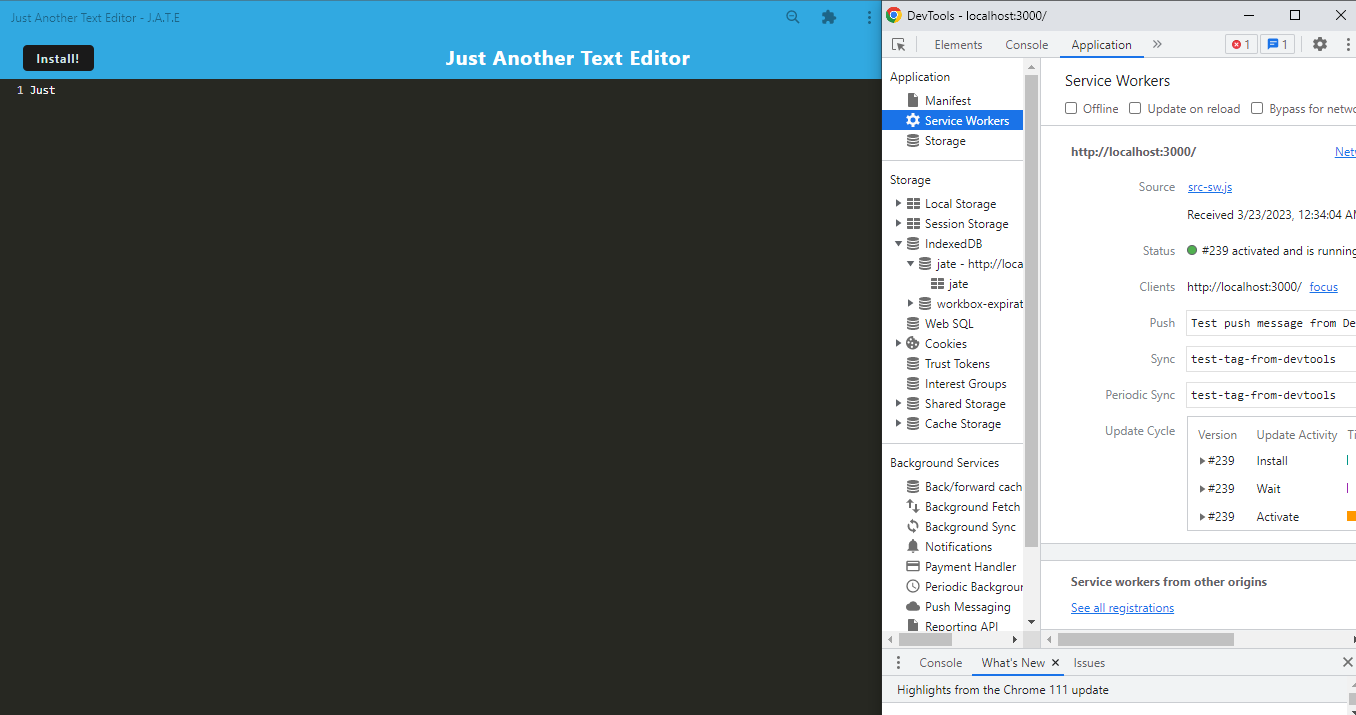 Just Another Text Editor - J.A.T.E
Install!
Just Another Text Editor
1 Just
DevTools - localhost:3000/
Elements Console Application
1 1
Application
Manifest
Service Workers
Storage
Storage
Local Storage
Session Storage
IndexedDB
jate - http://loca
jate
workbox-expirat
Web SQL
Cookies
Trust Tokens
Interest Groups
Shared Storage
Cache Storage
Background Services
Back/forward cach
Background Fetch
Background Sync
Notifications
Payment Handler
Periodic Backgrour
Push Messaging
Reporting API
Service Workers
Offline Update on reload Bypass for netwo
http://localhost:3000/ Net
Source src-sw.js
Received 3/23/2023, 12:34:04 AM
Status #239 activated and is running
Clients http://localhost:3000/ focus
Push Test push message from De
Sync test-tag-from-devtools
Periodic Sync test-tag-from-devtools
Update Cycle Version Update Activity Ti
#239 Install
#239 Wait
#239 Activate
Service workers from other origins
See all registrations
Console What's New Issues
Highlights from the Chrome 111 update